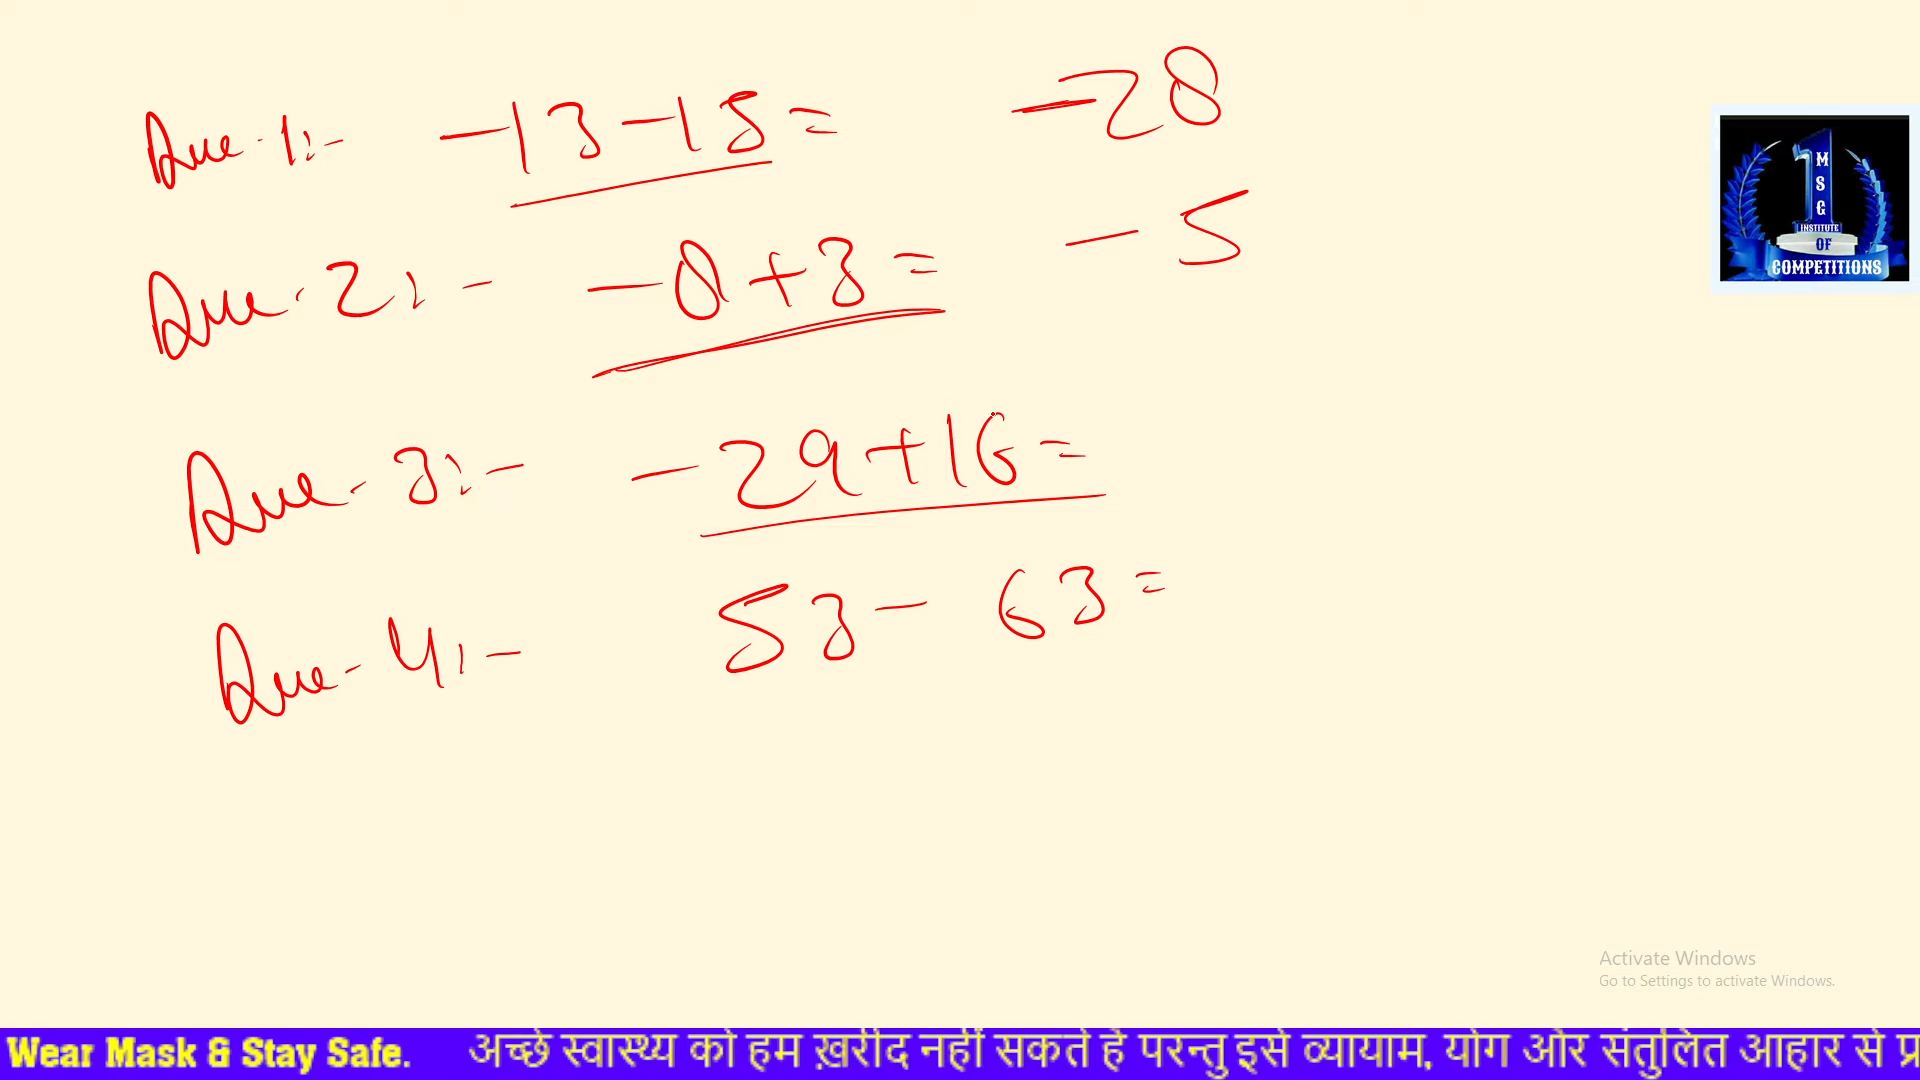 Que-1:- -13-15= -28
Que-2:- -8+3= -5
Que-3:- -29+16=
Que-4:- 53-63=
1
MSG
INSTITUTE
OF
COMPETITIONS
Activate Windows
Go to Settings to activate Windows.
Wear Mask & Stay Safe. अच्छे स्वास्थ्य को हम ख़रीद नहीं सकते हैं परन्तु इसे व्यायाम, योग और संतुलित आहार से प्र